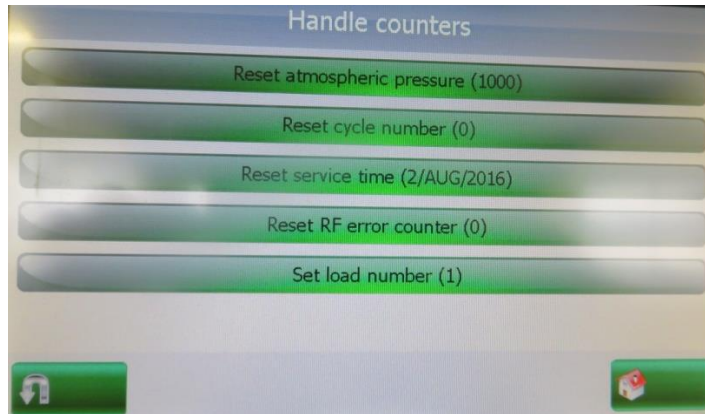 Handle counters
Reset atmospheric pressure (1000)
Reset cycle number (0)
Reset service time (2/AUG/2016)
Reset RF error counter (0)
Set load number (1)